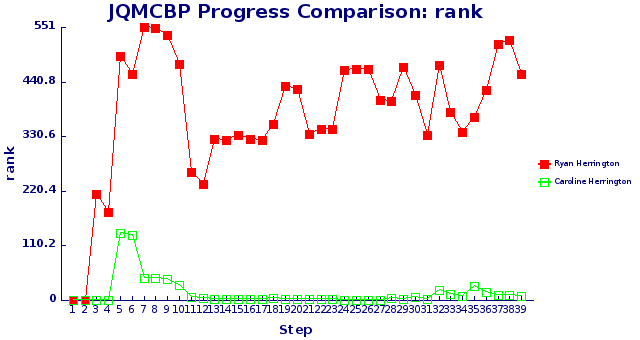 JQMCBP Progress Comparison: rank
551
440.8
330.6
220.4
110.2
0
rank
1 2 3 4 5 6 7 8 9 10 11 12 13 14 15 16 17 18 19 20 21 22 23 24 25 26 27 28 29 30 31 32 33 34 35 36 37 38 39
Step
Ryan Herrington
Caroline Herrington